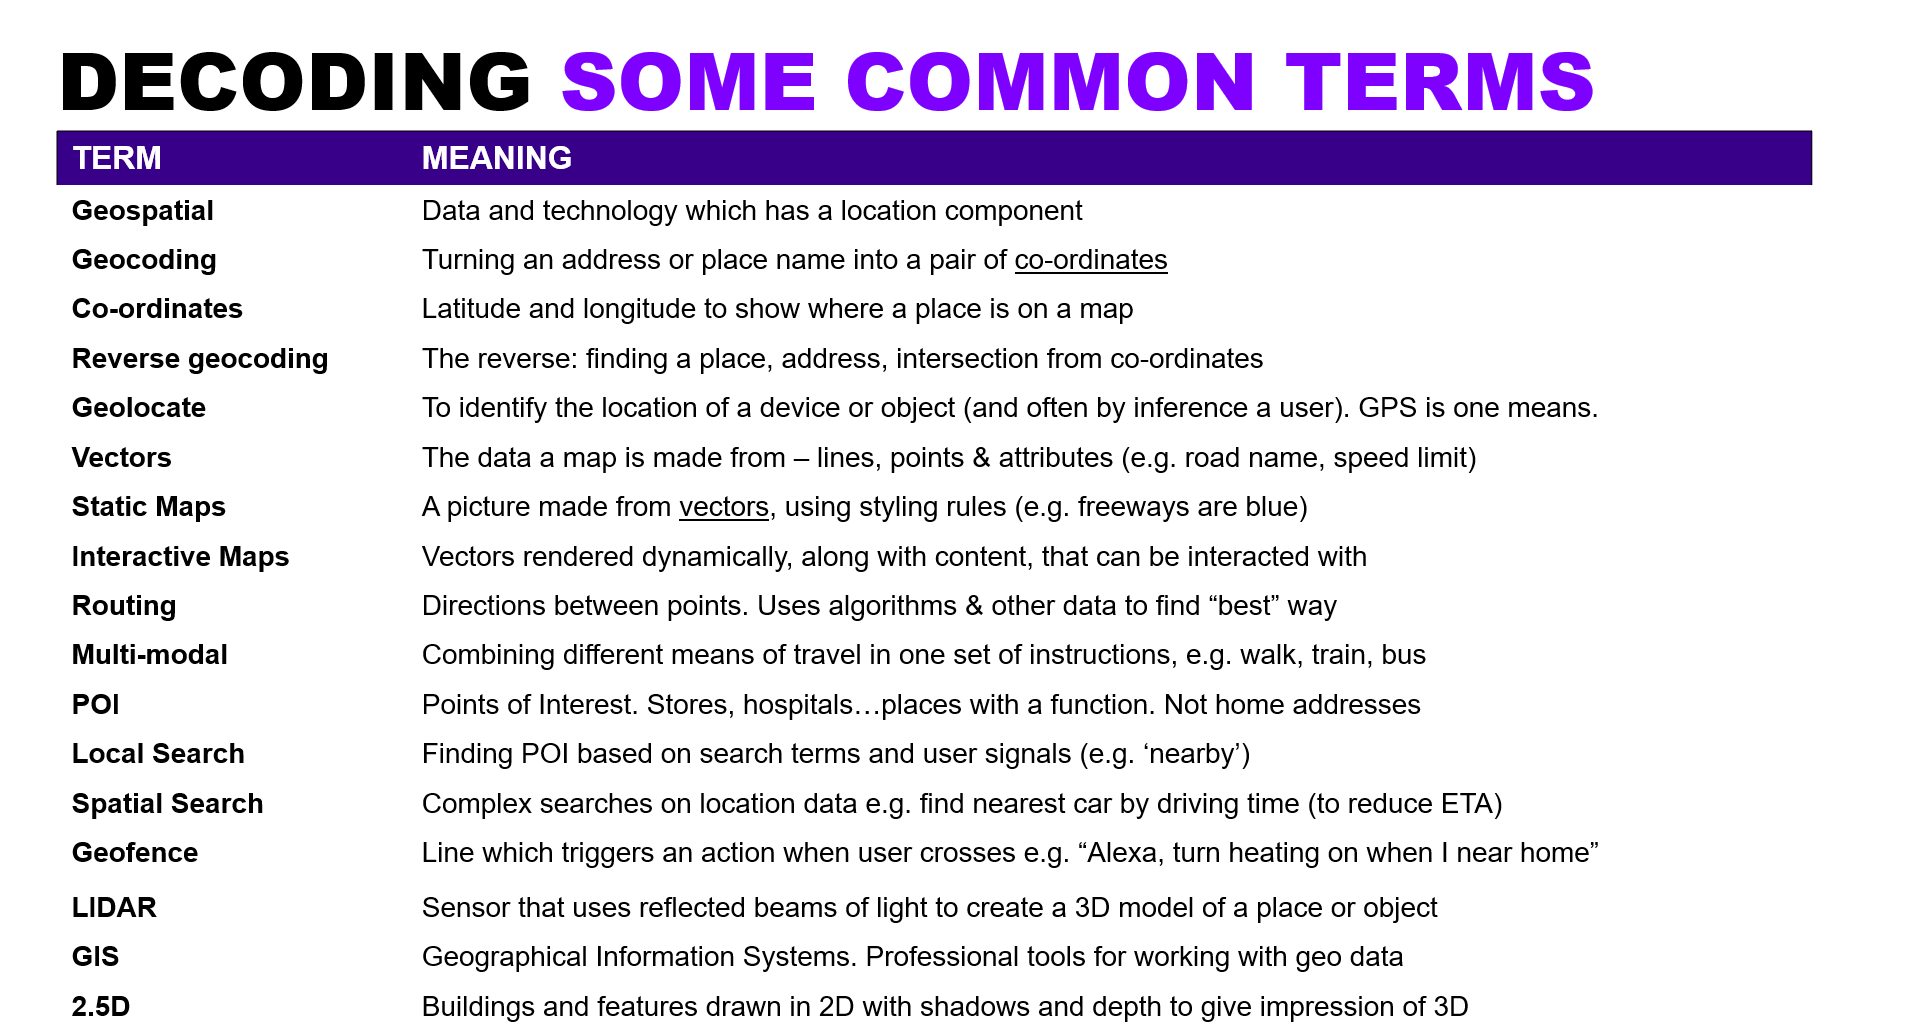 DECODING SOME COMMON TERMS
TERM MEANING
Geospatial Data and technology which has a location component
Geocoding Turning an address or place name into a pair of co-ordinates
Co-ordinates Latitude and longitude to show where a place is on a map
Reverse geocoding The reverse: finding a place, address, intersection from co-ordinates
Geolocate To identify the location of a device or object (and often by inference a user). GPS is one means.
Vectors The data a map is made from – lines, points & attributes (e.g. road name, speed limit)
Static Maps A picture made from vectors, using styling rules (e.g. freeways are blue)
Interactive Maps Vectors rendered dynamically, along with content, that can be interacted with
Routing Directions between points. Uses algorithms & other data to find “best” way
Multi-modal Combining different means of travel in one set of instructions, e.g. walk, train, bus
POI Points of Interest. Stores, hospitals…places with a function. Not home addresses
Local Search Finding POI based on search terms and user signals (e.g. ‘nearby’)
Spatial Search Complex searches on location data e.g. find nearest car by driving time (to reduce ETA)
Geofence Line which triggers an action when user crosses e.g. “Alexa, turn heating on when I near home”
LIDAR Sensor that uses reflected beams of light to create a 3D model of a place or object
GIS Geographical Information Systems. Professional tools for working with geo data
2.5D Buildings and features drawn in 2D with shadows and depth to give impression of 3D